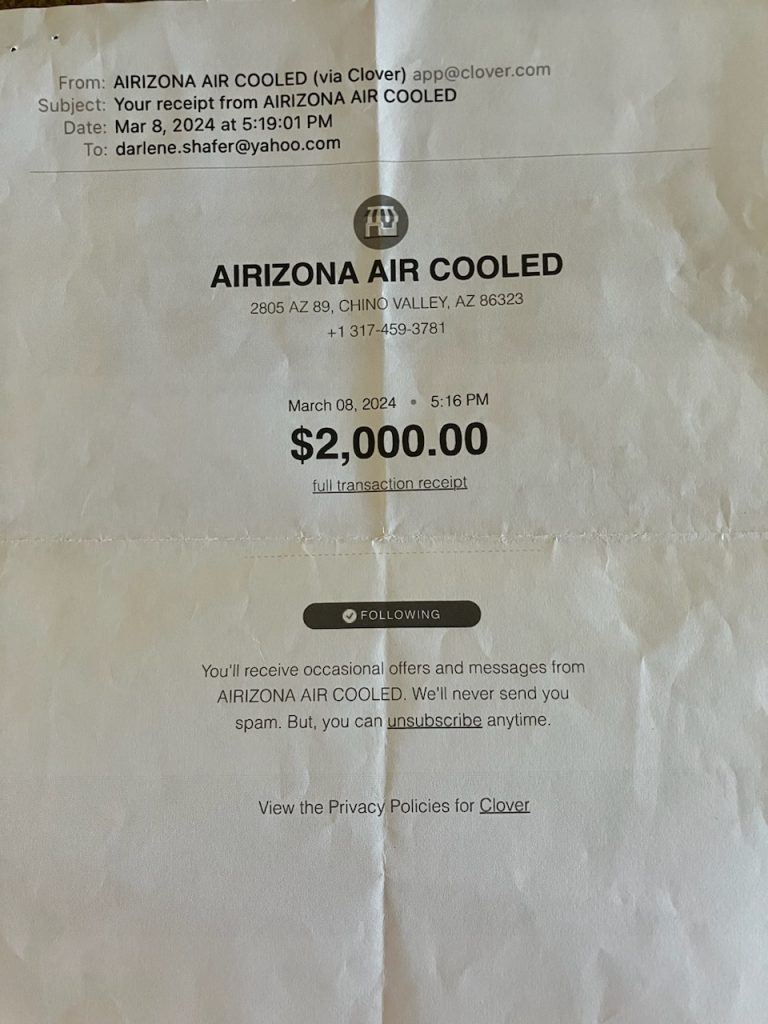 From: AIRIZONA AIR COOLED (via Clover) app@clover.com
Subject: Your receipt from AIRIZONA AIR COOLED
Date: Mar 8, 2024 at 5:19:01 PM
To: darlene.shafer@yahoo.com
AIRIZONA AIR COOLED
2805 AZ 89, CHINO VALLEY, AZ 86323
+1 317-459-3781
March 08, 2024 • 5:16 PM
$2,000.00
full transaction receipt
FOLLOWING
You'll receive occasional offers and messages from
AIRIZONA AIR COOLED. We'll never send you
spam. But, you can unsubscribe anytime.
View the Privacy Policies for Clover